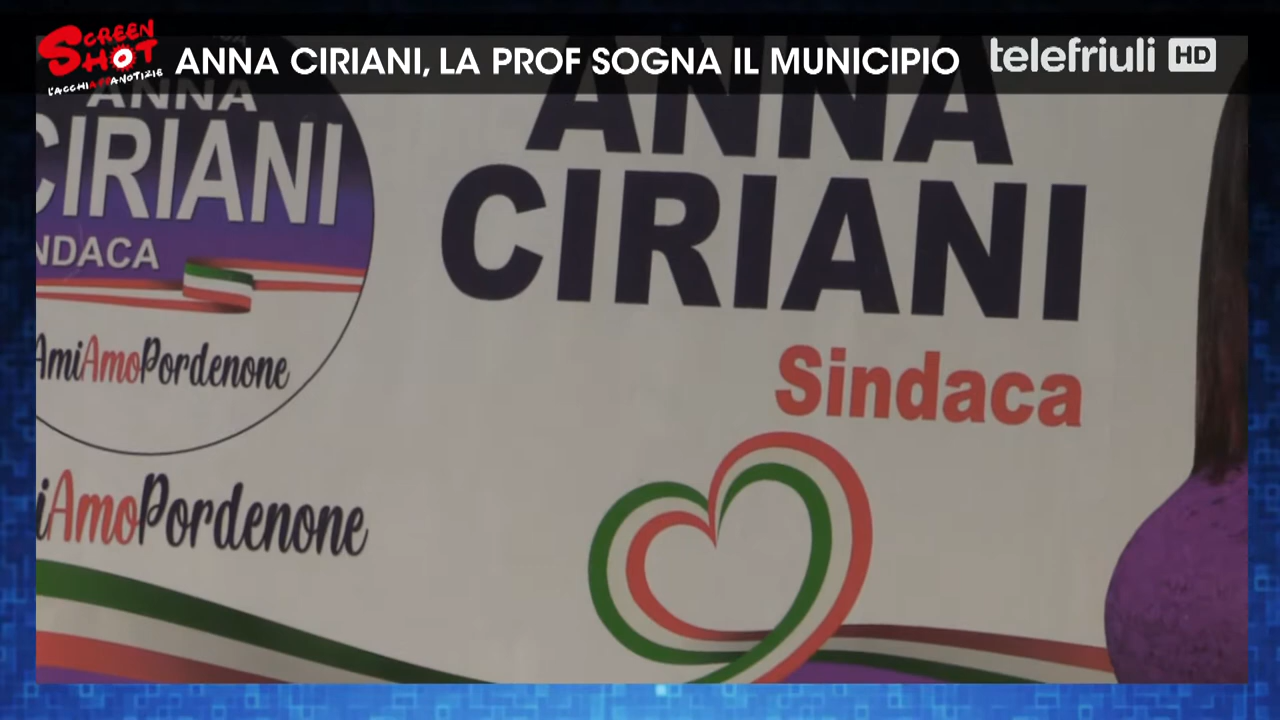 SCREEN
SHOT
L'ACCHIAPPANOTIZIE
ANNA CIRIANI, LA PROF SOGNA IL MUNICIPIO
telefriuli HD
ANNA
CIRIANI
NDACA
AmiAmoPordenone
iAmoPordenone
ANNA
CIRIANI
Sindaca